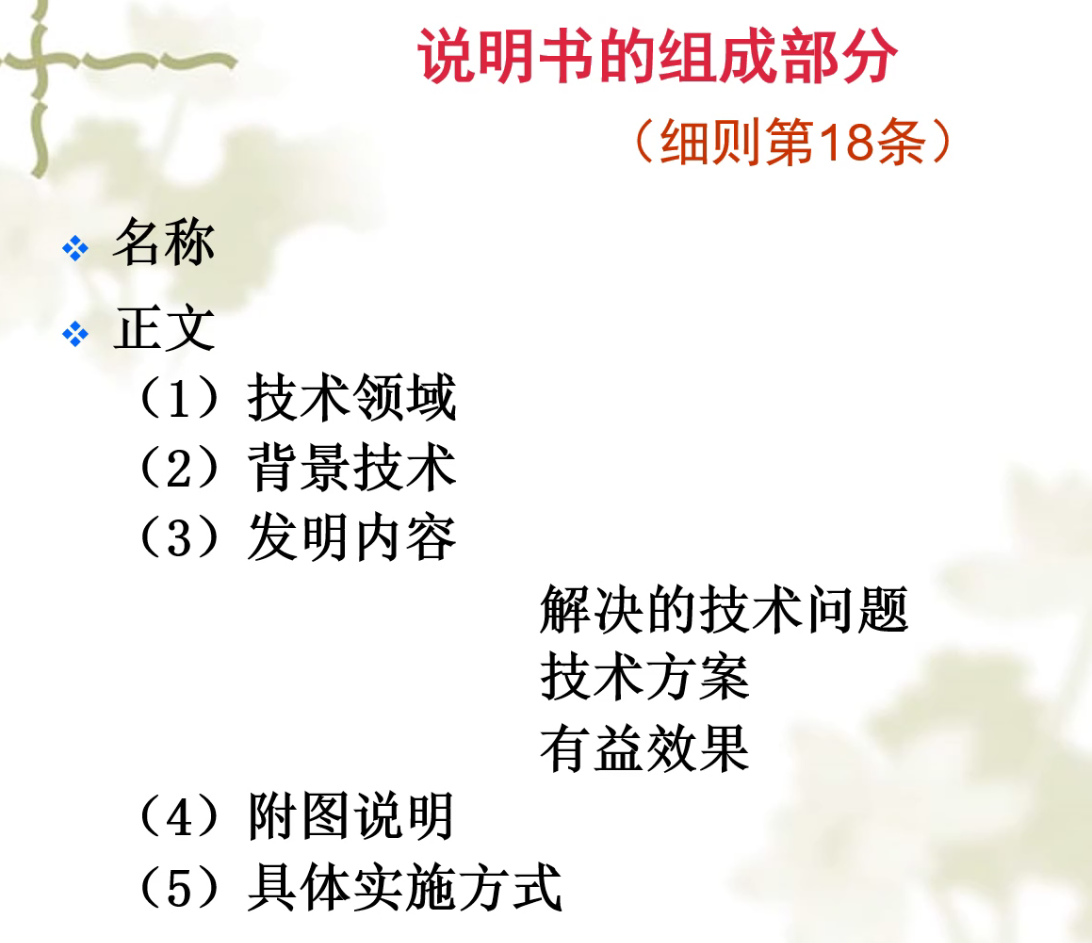 说明书的组成部分
（细则第18条）
名称
正文
（1）技术领域
（2）背景技术
（3）发明内容
解决的技术问题
技术方案
有益效果
（4）附图说明
（5）具体实施方式